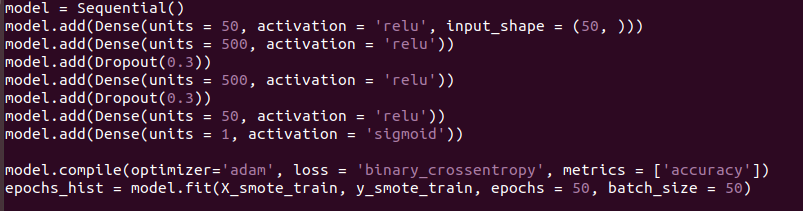 model = Sequential()
model.add(Dense(units = 50, activation = 'relu', input_shape = (50, )))
model.add(Dense(units = 500, activation = 'relu'))
model.add(Dropout(0.3))
model.add(Dense(units = 500, activation = 'relu'))
model.add(Dropout(0.3))
model.add(Dense(units = 50, activation = 'relu'))
model.add(Dense(units = 1, activation = 'sigmoid'))
model.compile(optimizer='adam', loss = 'binary_crossentropy', metrics = ['accuracy'])
epochs_hist = model.fit(X_smote_train, y_smote_train, epochs = 50, batch_size = 50)